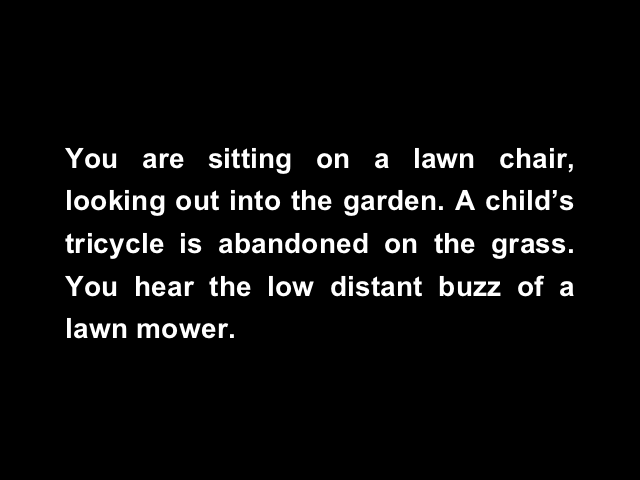 You are sitting on a lawn chair,
looking out into the garden. A child’s
tricycle is abandoned on the grass.
You hear the low distant buzz of a
lawn mower.